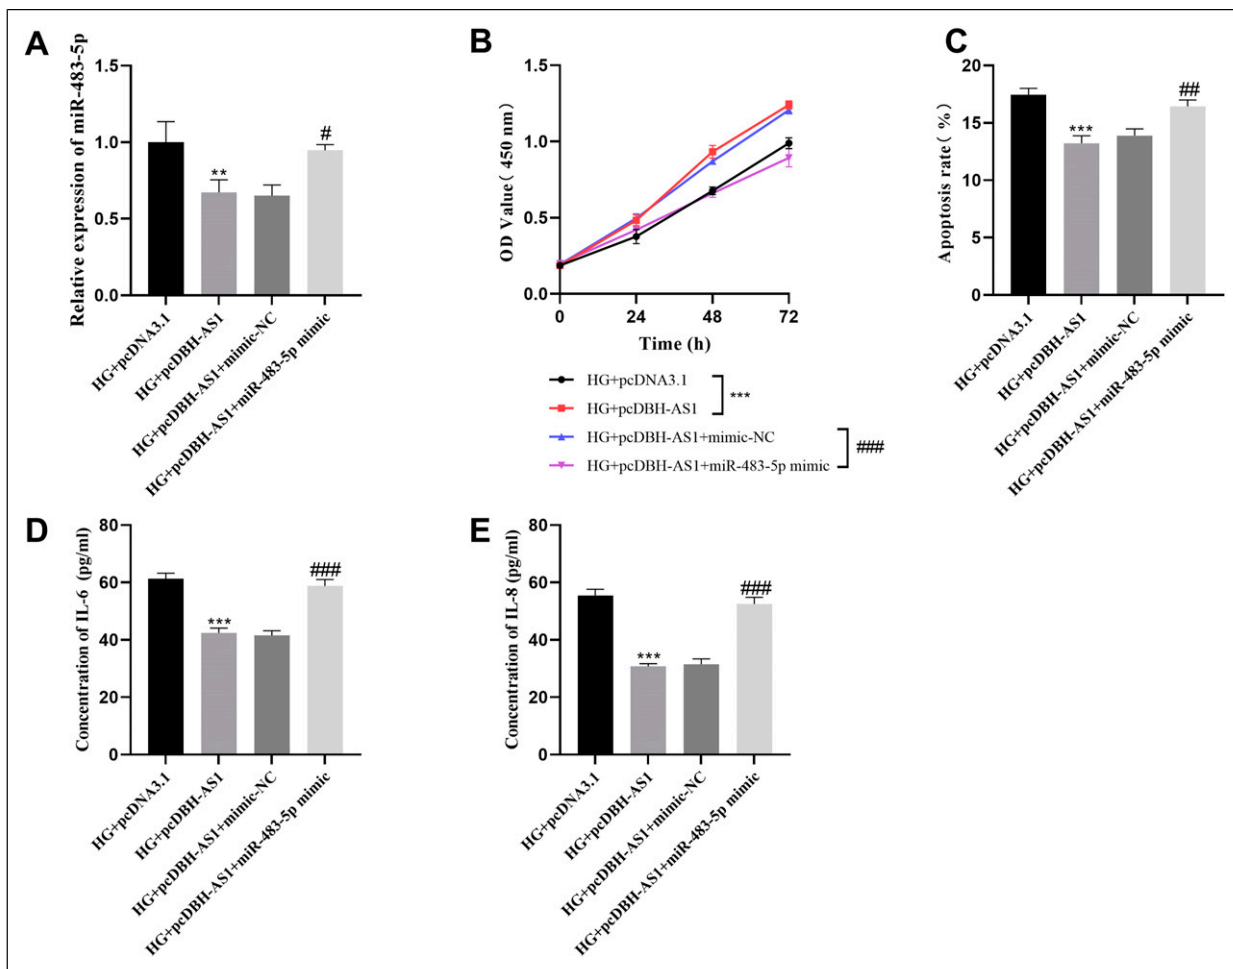 A
Relative expression of miR-483-5p
1.5
1.0
0.5
0.0
**
#
HG+pcDNA3.1
HG+pcDBH-AS1
HG+pcDBH-AS1+mimic-NC
HG+pcDBH-AS1+miR-483-5p mimic
B
OD Value( 450 nm)
1.5
1.0
0.5
0.0
0
24
48
72
Time (h)
HG+pcDNA3.1
HG+pcDBH-AS1
***
HG+pcDBH-AS1+mimic-NC
HG+pcDBH-AS1+miR-483-5p mimic
###
C
Apoptosis rate( %)
20
15
10
5
0
***
##
HG+pcDNA3.1
HG+pcDBH-AS1
HG+pcDBH-AS1+mimic-NC
HG+pcDBH-AS1+miR-483-5p mimic
D
Concentration of IL-6 (pg/ml)
80
60
40
20
0
***
###
HG+pcDNA3.1
HG+pcDBH-AS1
HG+pcDBH-AS1+mimic-NC
HG+pcDBH-AS1+miR-483-5p mimic
E
Concentration of IL-8 (pg/ml)
80
60
40
20
0
***
###
HG+pcDNA3.1
HG+pcDBH-AS1
HG+pcDBH-AS1+mimic-NC
HG+pcDBH-AS1+miR-483-5p mimic